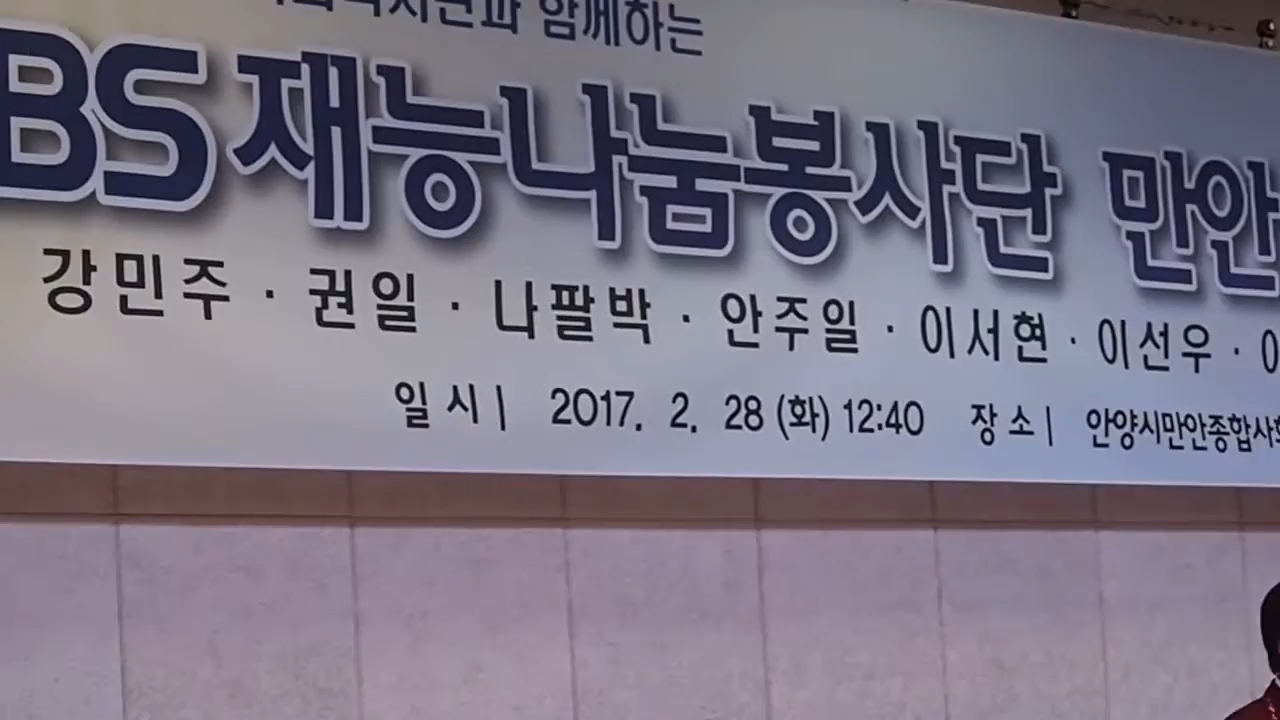 함께하는
BS 재능나눔봉사단 만안
강민주 · 권일 · 나팔박 · 안주일 · 이서현 · 이선우 ·
일 시 | 2017. 2. 28 (화) 12:40 장 소 | 안양시만안종합사회